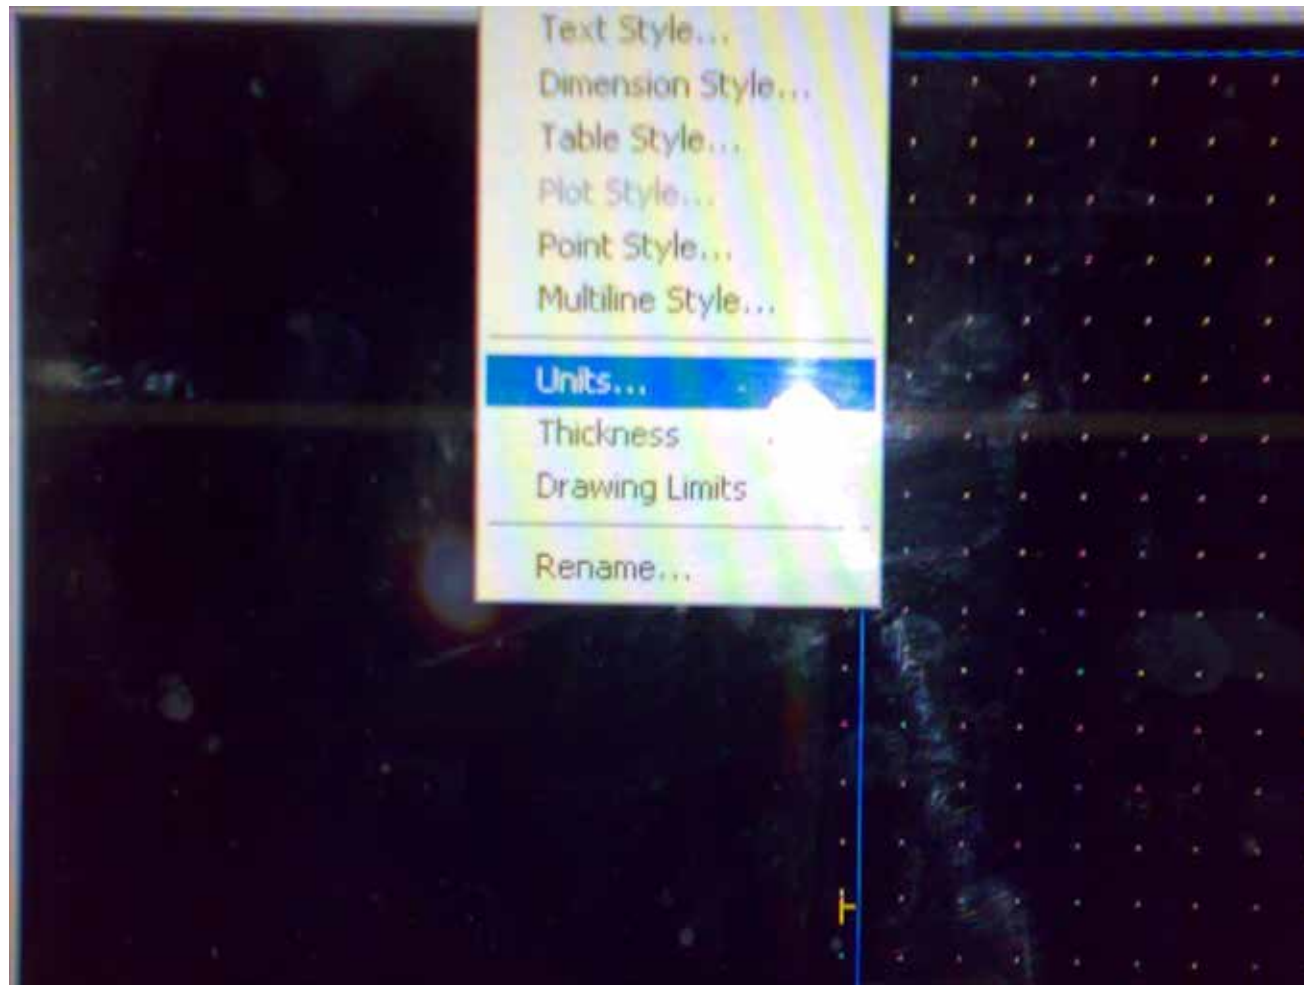 Text Style...
Dimension Style...
Table Style...
Plot Style...
Point Style...
Multiline Style...
Units...
Thickness
Drawing Limits
Rename...